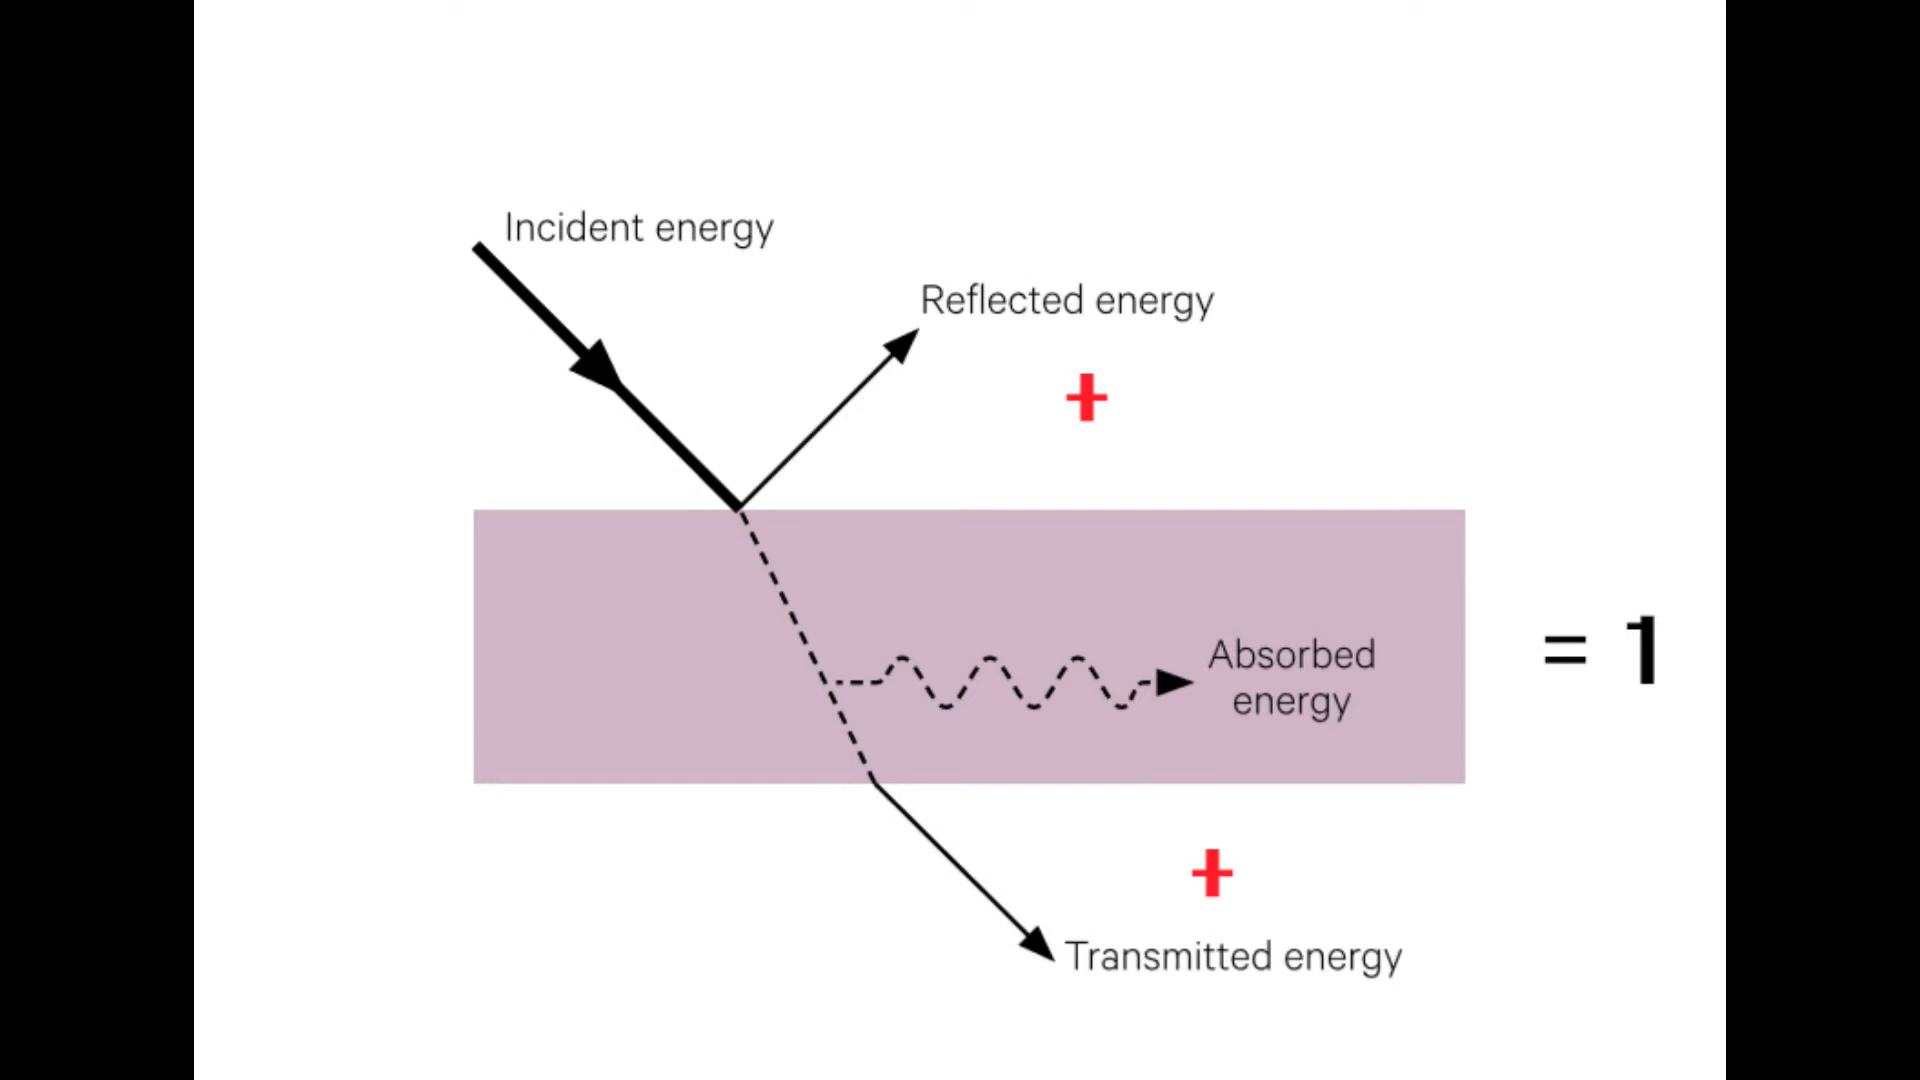 Incident energy
Reflected energy
+
Absorbed
energy
= 1
+
Transmitted energy